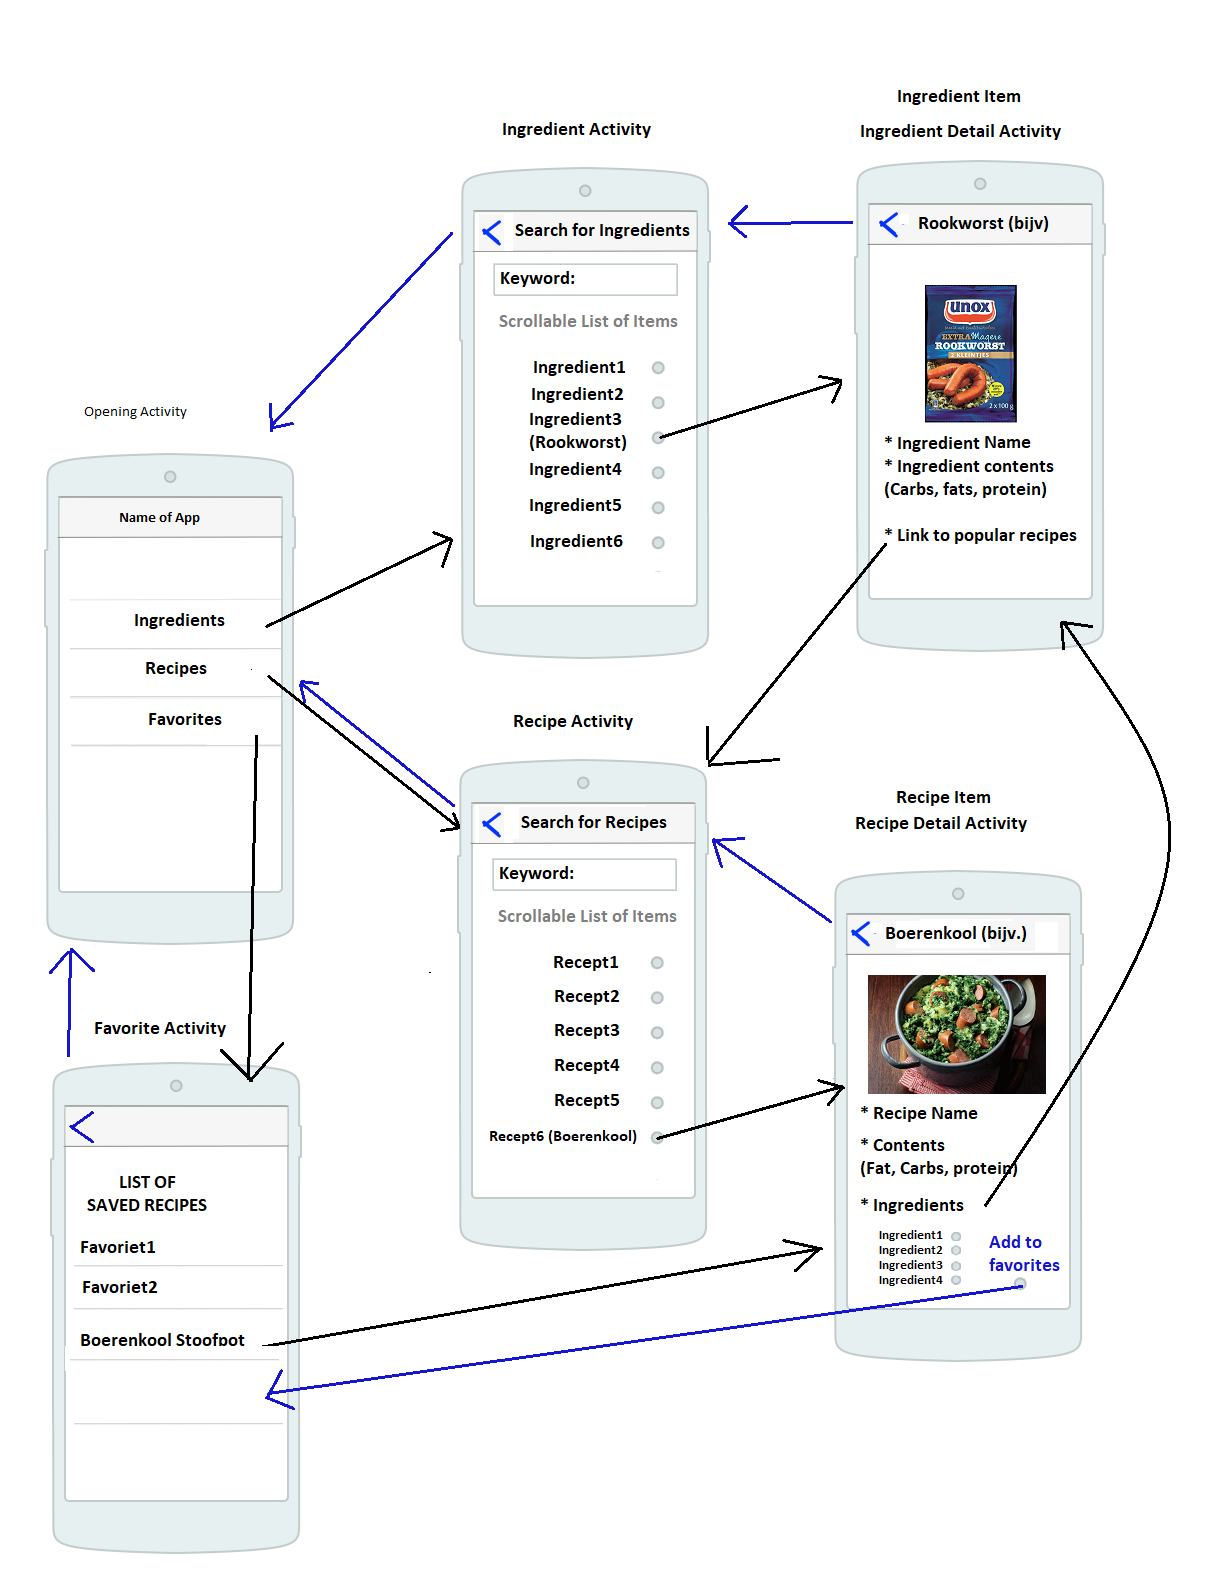 Ingredient Item
Ingredient Activity
Ingredient Detail Activity
Search for Ingredients
Keyword:
Scrollable List of Items
Ingredient1
Ingredient2
Ingredient3
(Rookworst)
Ingredient4
Ingredient5
Ingredient6
Rookworst (bijv)
unox
EXTRA Magere
ROOKWORST
2 KLEINTJES
2 x 100 g
* Ingredient Name
* Ingredient contents
(Carbs, fats, protein)
* Link to popular recipes
Opening Activity
Name of App
Ingredients
Recipes
Favorites
Recipe Activity
Search for Recipes
Keyword:
Scrollable List of Items
Recept1
Recept2
Recept3
Recept4
Recept5
Recept6 (Boerenkool)
Recipe Item
Recipe Detail Activity
Boerenkool (bijv.)
* Recipe Name
* Contents
(Fat, Carbs, protein)
* Ingredients
Ingredient1
Ingredient2
Ingredient3
Ingredient4
Add to
favorites
Favorite Activity
LIST OF
SAVED RECIPES
Favoriet1
Favoriet2
Boerenkool Stoofpot